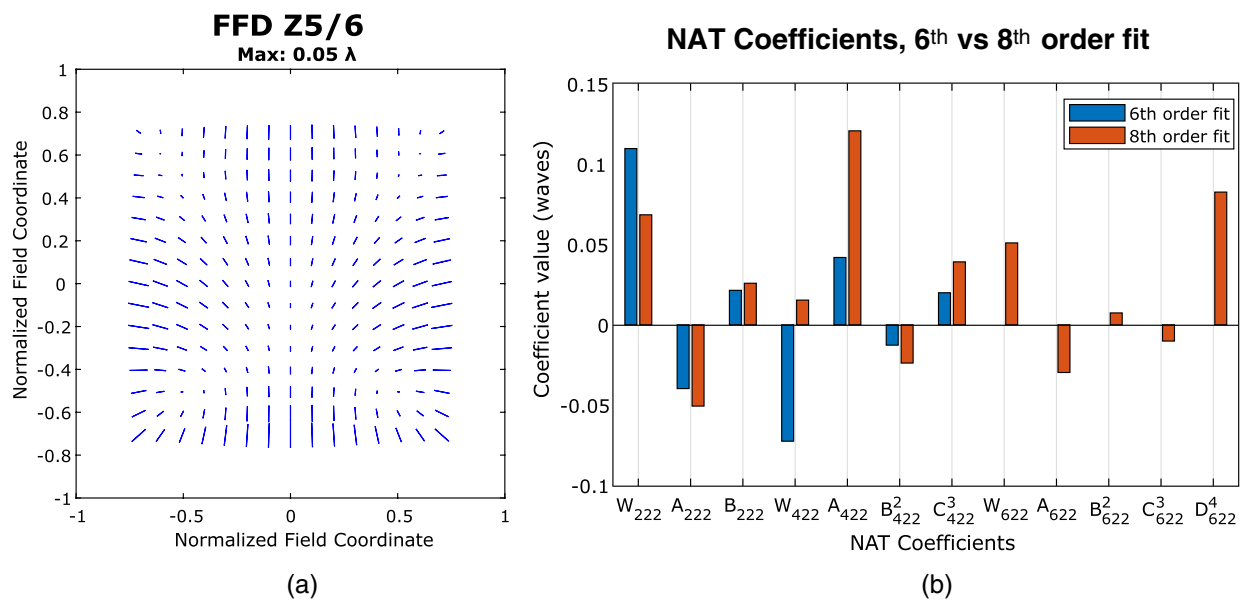 FFD Z5/6
Max: 0.05 λ
1
0.8
0.6
0.4
0.2
0
-0.2
-0.4
-0.6
-0.8
-1
-1 -0.5 0 0.5 1
Normalized Field Coordinate
Normalized Field Coordinate
(a)
NAT Coefficients, 6th vs 8th order fit
0.15
0.1
0.05
0
-0.05
-0.1
Coefficient value (waves)
6th order fit
8th order fit
W222 A222 B222 W422 A422 B²422 C³422 W622 A622 B²622 C³622 D⁴622
NAT Coefficients
(b)